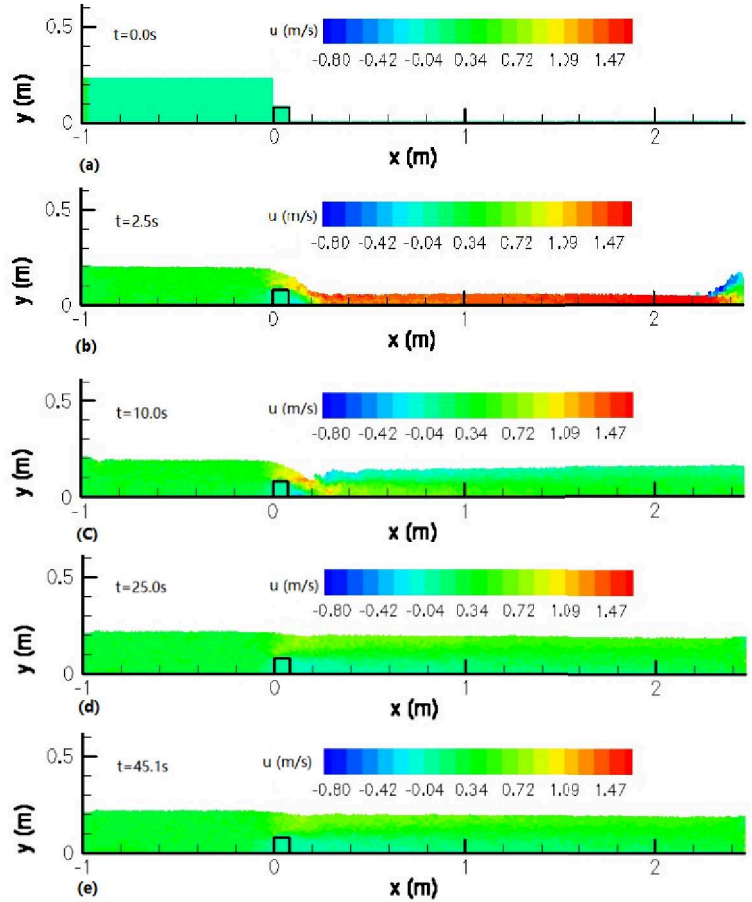 t=0.0s
u (m/s)
-0.80 -0.42 -0.04 0.34 0.72 1.09 1.47
0.5
0
y (m)
-1 0 1 2
x (m)
(a)
t=2.5s
u (m/s)
-0.80 -0.42 -0.04 0.34 0.72 1.09 1.47
0.5
0
y (m)
-1 0 1 2
x (m)
(b)
t=10.0s
u (m/s)
-0.80 -0.42 -0.04 0.34 0.72 1.09 1.47
0.5
0
y (m)
-1 0 1 2
x (m)
(C)
t=25.0s
u (m/s)
-0.80 -0.42 -0.04 0.34 0.72 1.09 1.47
0.5
0
y (m)
-1 0 1 2
x (m)
(d)
t=45.1s
u (m/s)
-0.80 -0.42 -0.04 0.34 0.72 1.09 1.47
0.5
0
y (m)
-1 0 1 2
x (m)
(e)